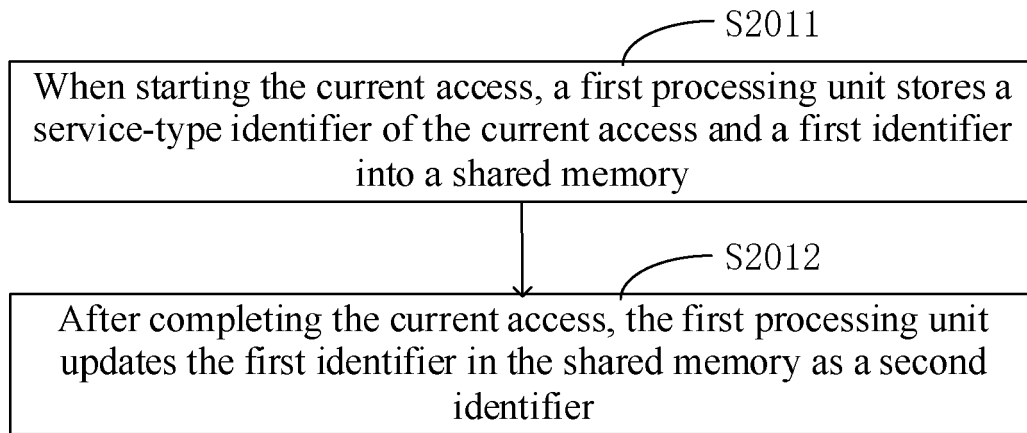 S2011
When starting the current access, a first processing unit stores a
service-type identifier of the current access and a first identifier
into a shared memory
S2012
After completing the current access, the first processing unit
updates the first identifier in the shared memory as a second
identifier